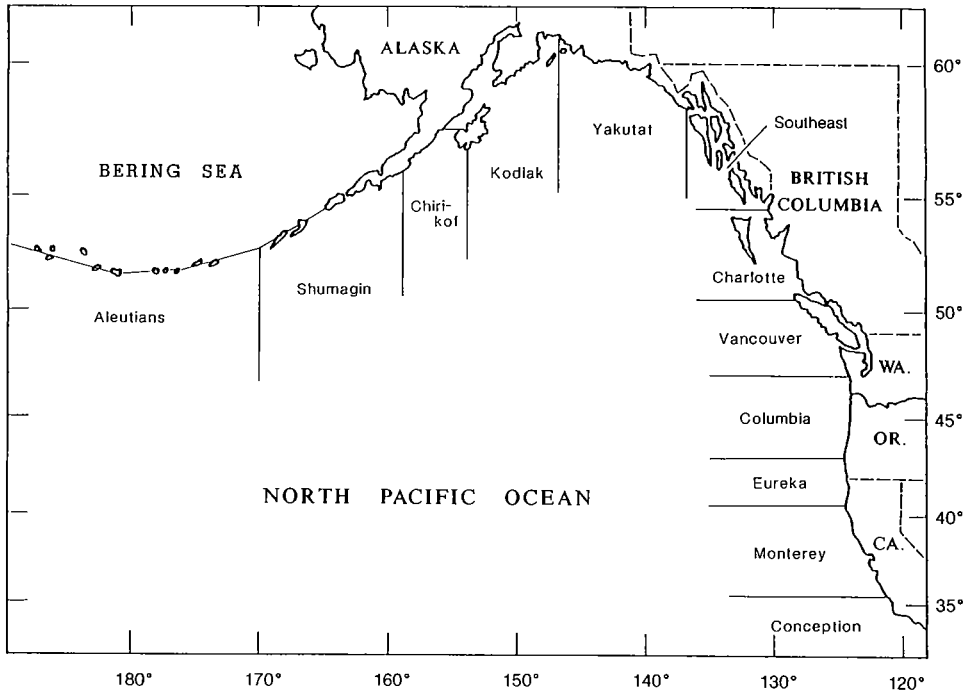 ALASKA
60°
Yakutat
Southeast
BERING SEA
Kodiak
BRITISH
COLUMBIA
55°
Chiri-
kof
Charlotte
Shumagin
Aleutians
50°
Vancouver
WA.
Columbia
45°
OR.
Eureka
NORTH PACIFIC OCEAN
40°
CA.
Monterey
35°
Conception
180° 170° 160° 150° 140° 130° 120°